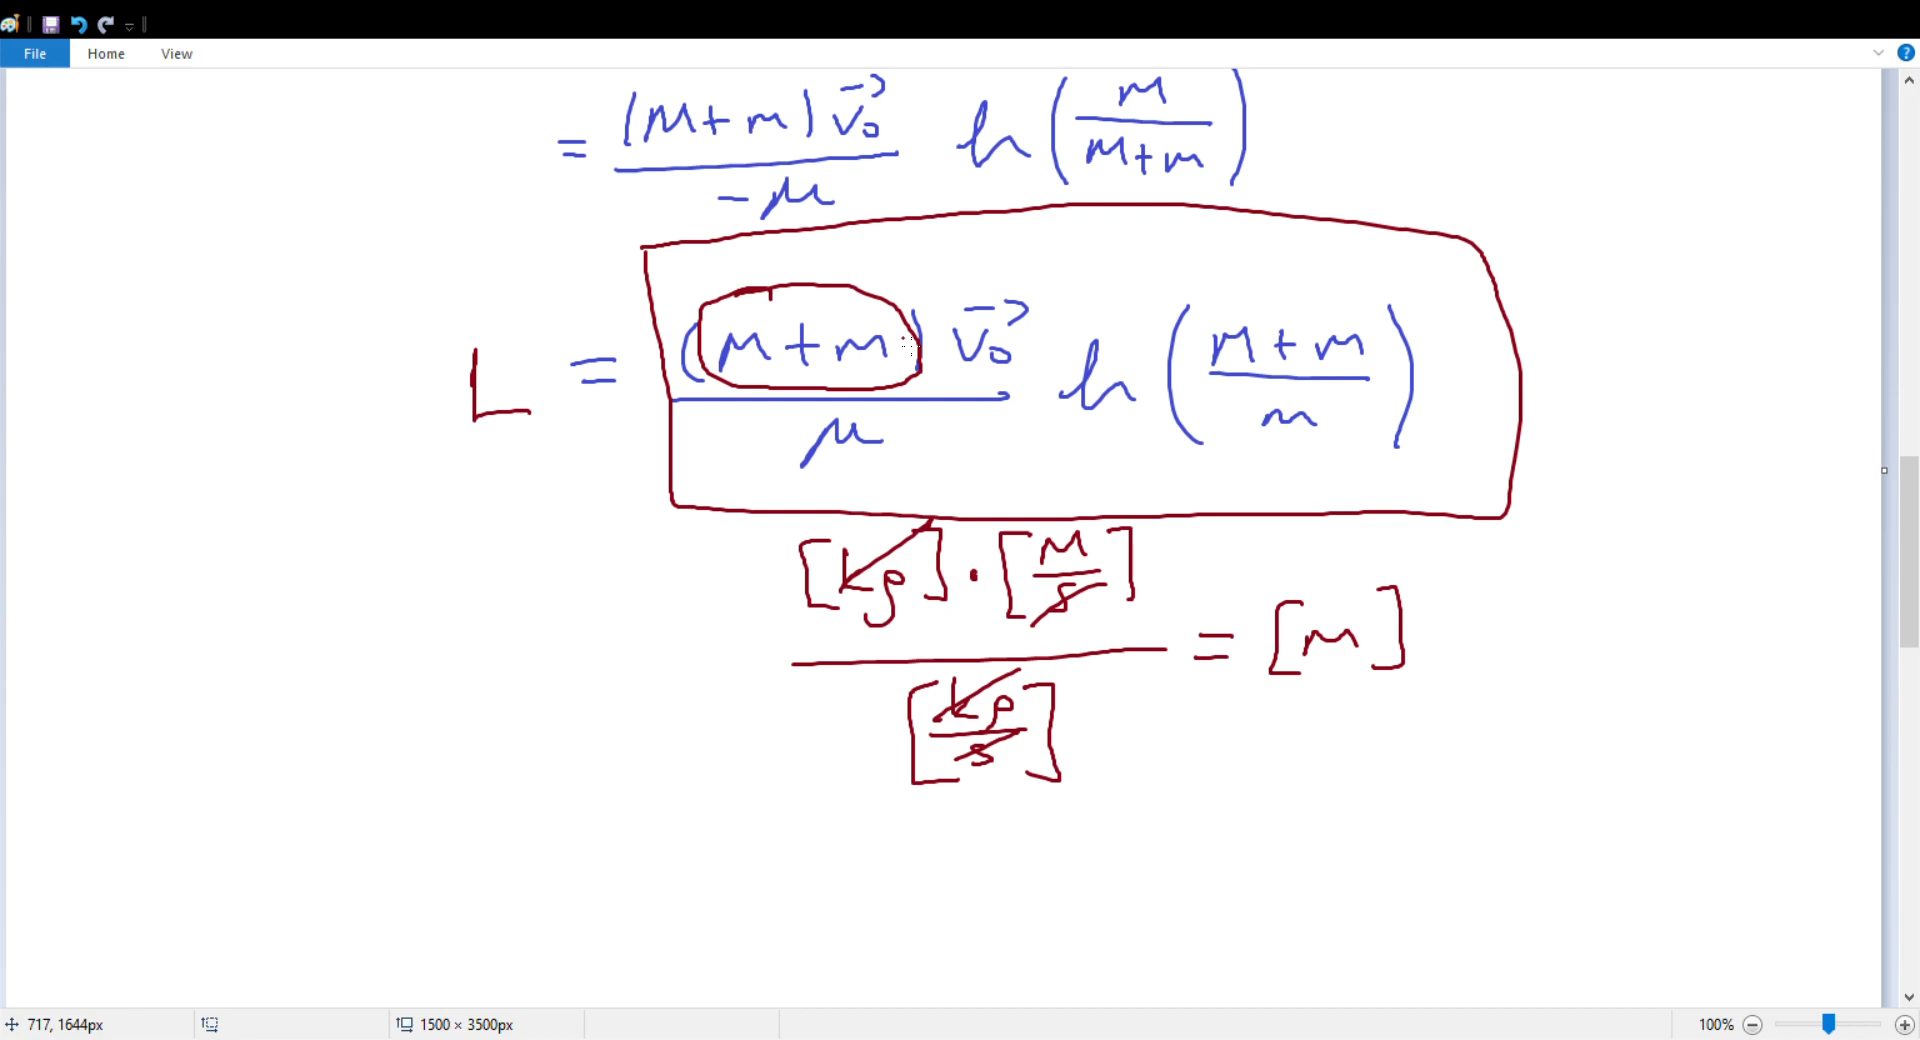 File Home View
= (M+m) v₀→ / -μ ln(m / M+m)
L = (M+m) v₀→ / μ ln(M+m / m)
[kg] · [m/s] / [kg/s] = [m]
717, 1644px 1500 × 3500px 100%